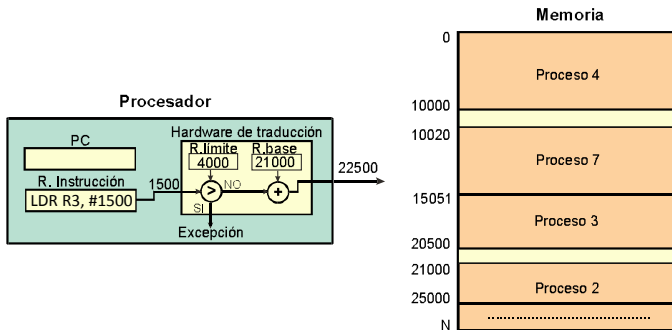 Memoria
0
Proceso 4
10000
10020
Proceso 7
15051
Proceso 3
20500
21000
Proceso 2
25000
N
Procesador
PC
R. Instrucción
LDR R3, #1500
Hardware de traducción
R.límite
R.base
4000
21000
1500
>
NO
+
22500
SI
Excepción